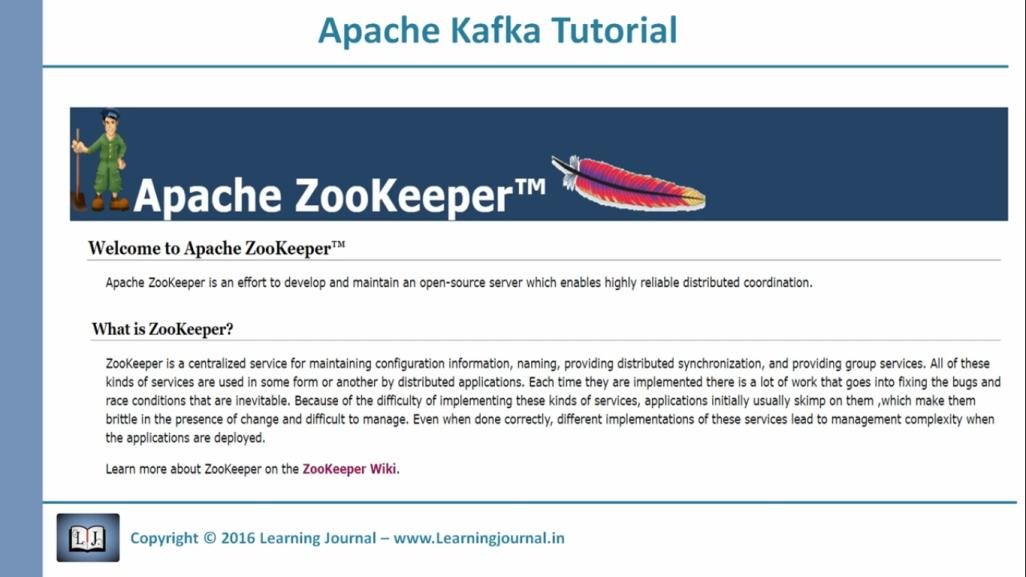 Apache Kafka Tutorial
Apache ZooKeeper™
Welcome to Apache ZooKeeper™
Apache ZooKeeper is an effort to develop and maintain an open-source server which enables highly reliable distributed coordination.
What is ZooKeeper?
ZooKeeper is a centralized service for maintaining configuration information, naming, providing distributed synchronization, and providing group services. All of these
kinds of services are used in some form or another by distributed applications. Each time they are implemented there is a lot of work that goes into fixing the bugs and
race conditions that are inevitable. Because of the difficulty of implementing these kinds of services, applications initially usually skimp on them ,which make them
brittle in the presence of change and difficult to manage. Even when done correctly, different implementations of these services lead to management complexity when
the applications are deployed.
Learn more about ZooKeeper on the ZooKeeper Wiki.
L J
Copyright © 2016 Learning Journal – www.Learningjournal.in